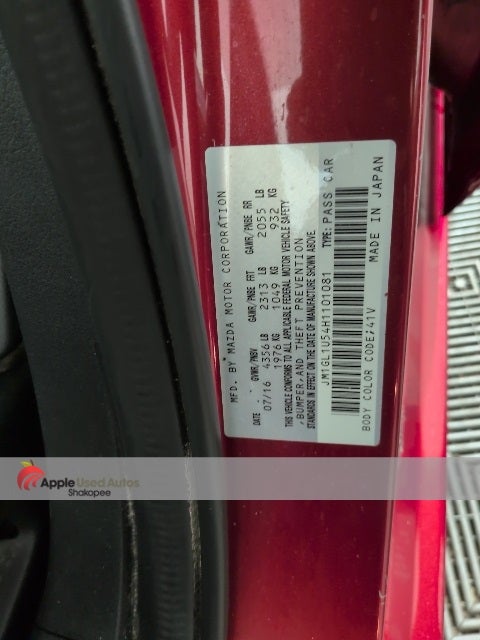 MFD. BY MAZDA MOTOR CORPORATION
DATE GVWR/PNBV GAWR/PNBE FRT GAWR/PNBE RR
07/16 4356 LB 2313 LB 2055 LB
1976 KG 1049 KG 932 KG
THIS VEHICLE CONFORMS TO ALL APPLICABLE FEDERAL MOTOR VEHICLE SAFETY
,BUMPER,AND THEFT PREVENTION
STANDARDS IN EFFECT ON THE DATE OF MANUFACTURE SHOWN ABOVE.
JM1GL1U54H1101081 TYPE: PASS CAR
BODY COLOR CODE;41V MADE IN JAPAN
Apple Used Autos
Shakopee